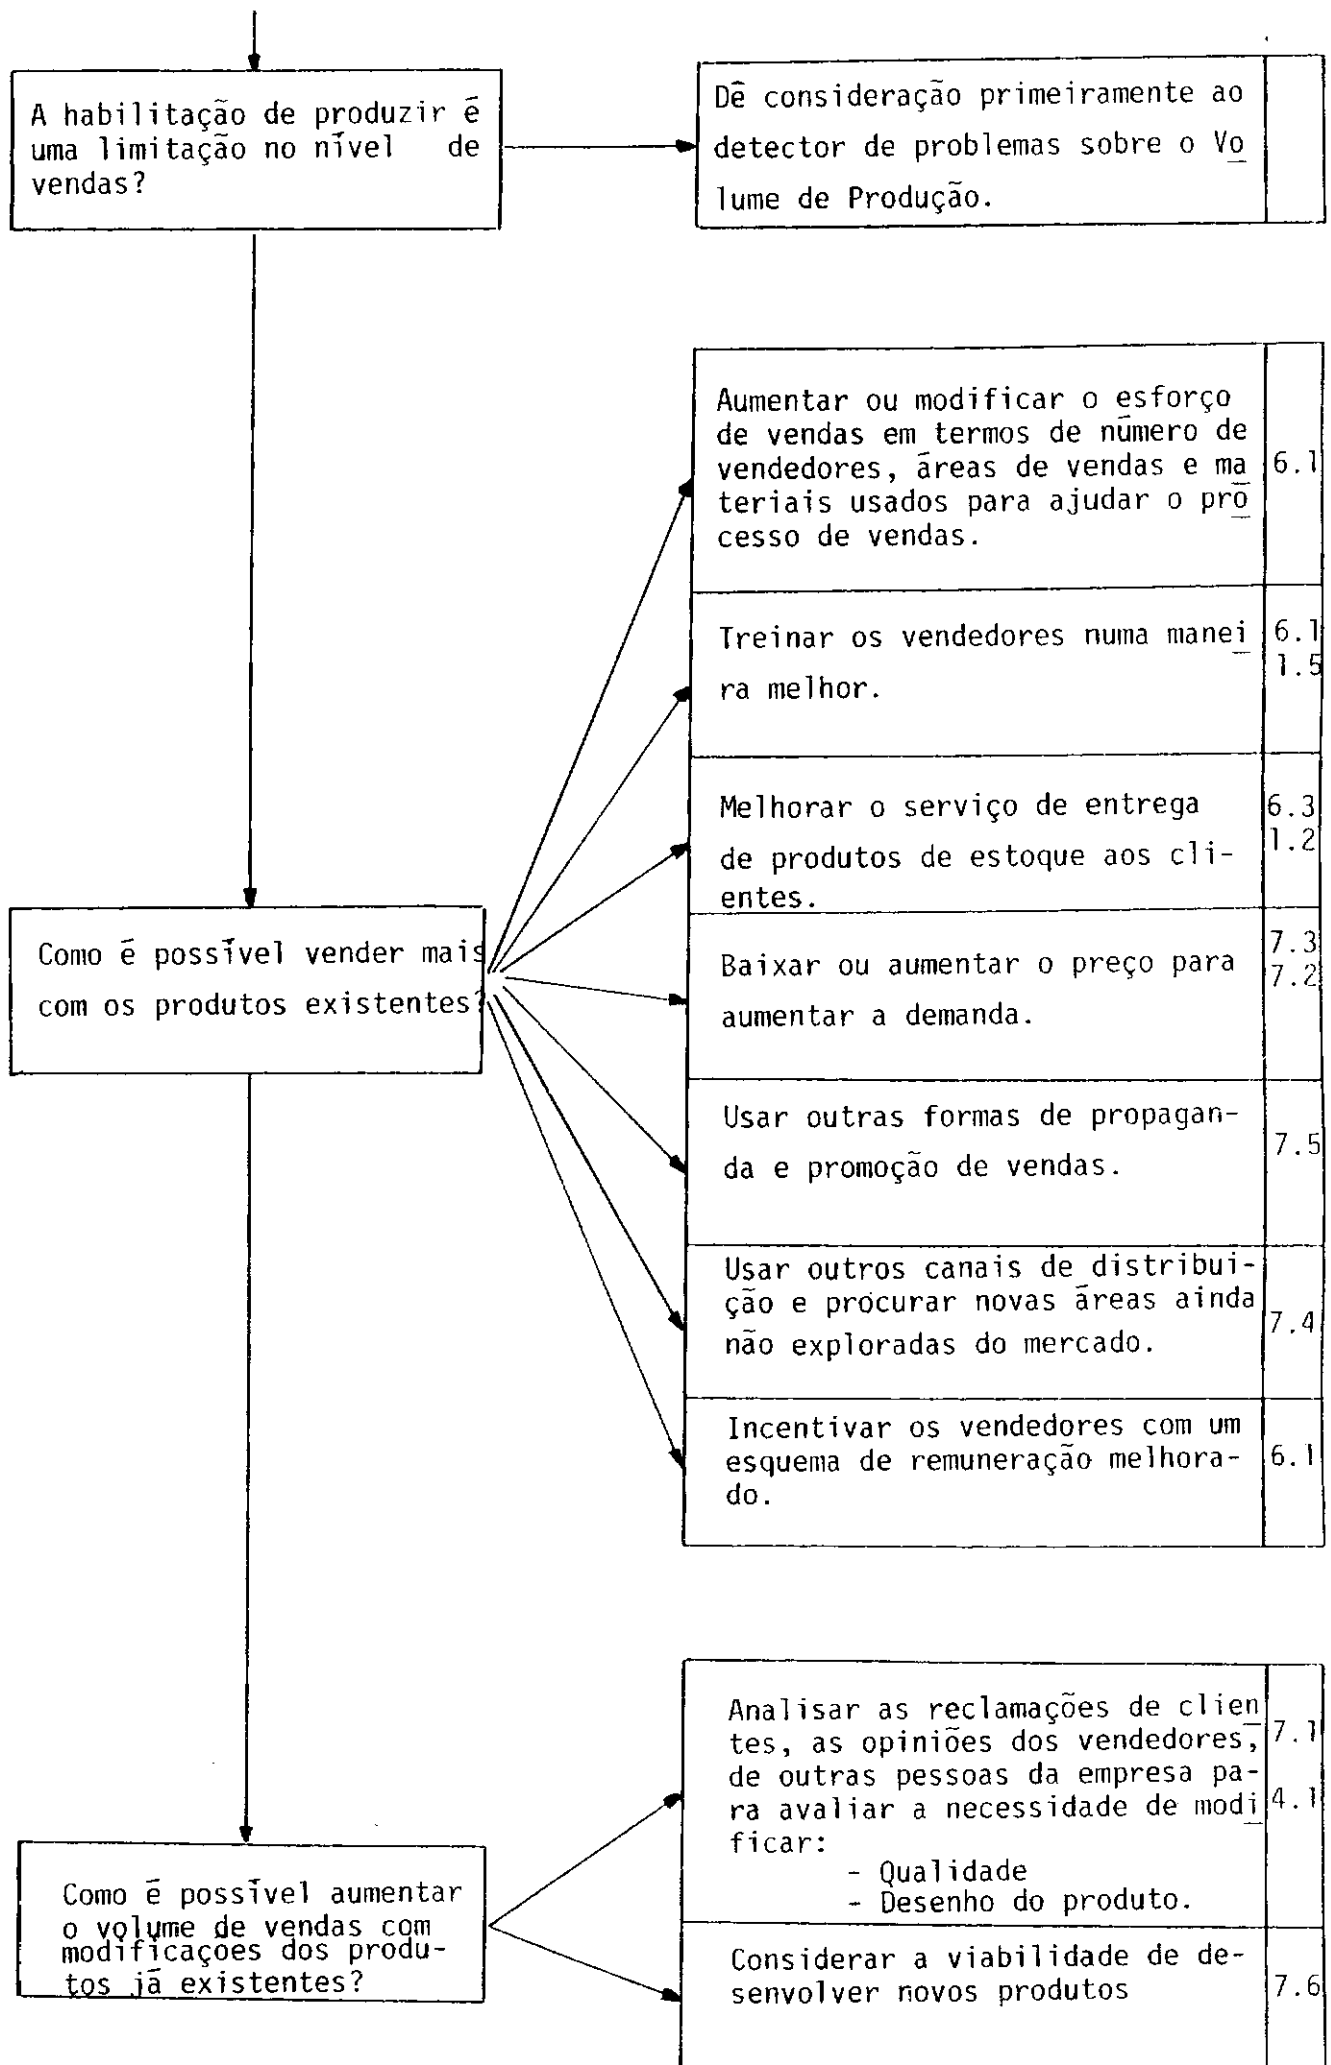 A habilitação de produzir é
uma limitação no nível de
vendas?
Dê consideração primeiramente ao
detector de problemas sobre o Vo
lume de Produção.
Aumentar ou modificar o esforço
de vendas em termos de número de
vendedores, áreas de vendas e ma
teriais usados para ajudar o pro
cesso de vendas.
6.1
Treinar os vendedores numa manei
ra melhor.
6.1
1.5
Melhorar o serviço de entrega
de produtos de estoque aos cli-
entes.
6.3
1.2
Como é possível vender mais
com os produtos existentes?
Baixar ou aumentar o preço para
aumentar a demanda.
7.3
7.2
Usar outras formas de propagan-
da e promoção de vendas.
7.5
Usar outros canais de distribui-
ção e procurar novas áreas ainda
não exploradas do mercado.
7.4
Incentivar os vendedores com um
esquema de remuneração melhora-
do.
6.1
Analisar as reclamações de clien
tes, as opiniões dos vendedores,
de outras pessoas da empresa pa-
ra avaliar a necessidade de modi
ficar:
- Qualidade
- Desenho do produto.
7.1
4.1
Como é possível aumentar
o volume de vendas com
modificações dos produ-
tos já existentes?
Considerar a viabilidade de de-
senvolver novos produtos
7.6